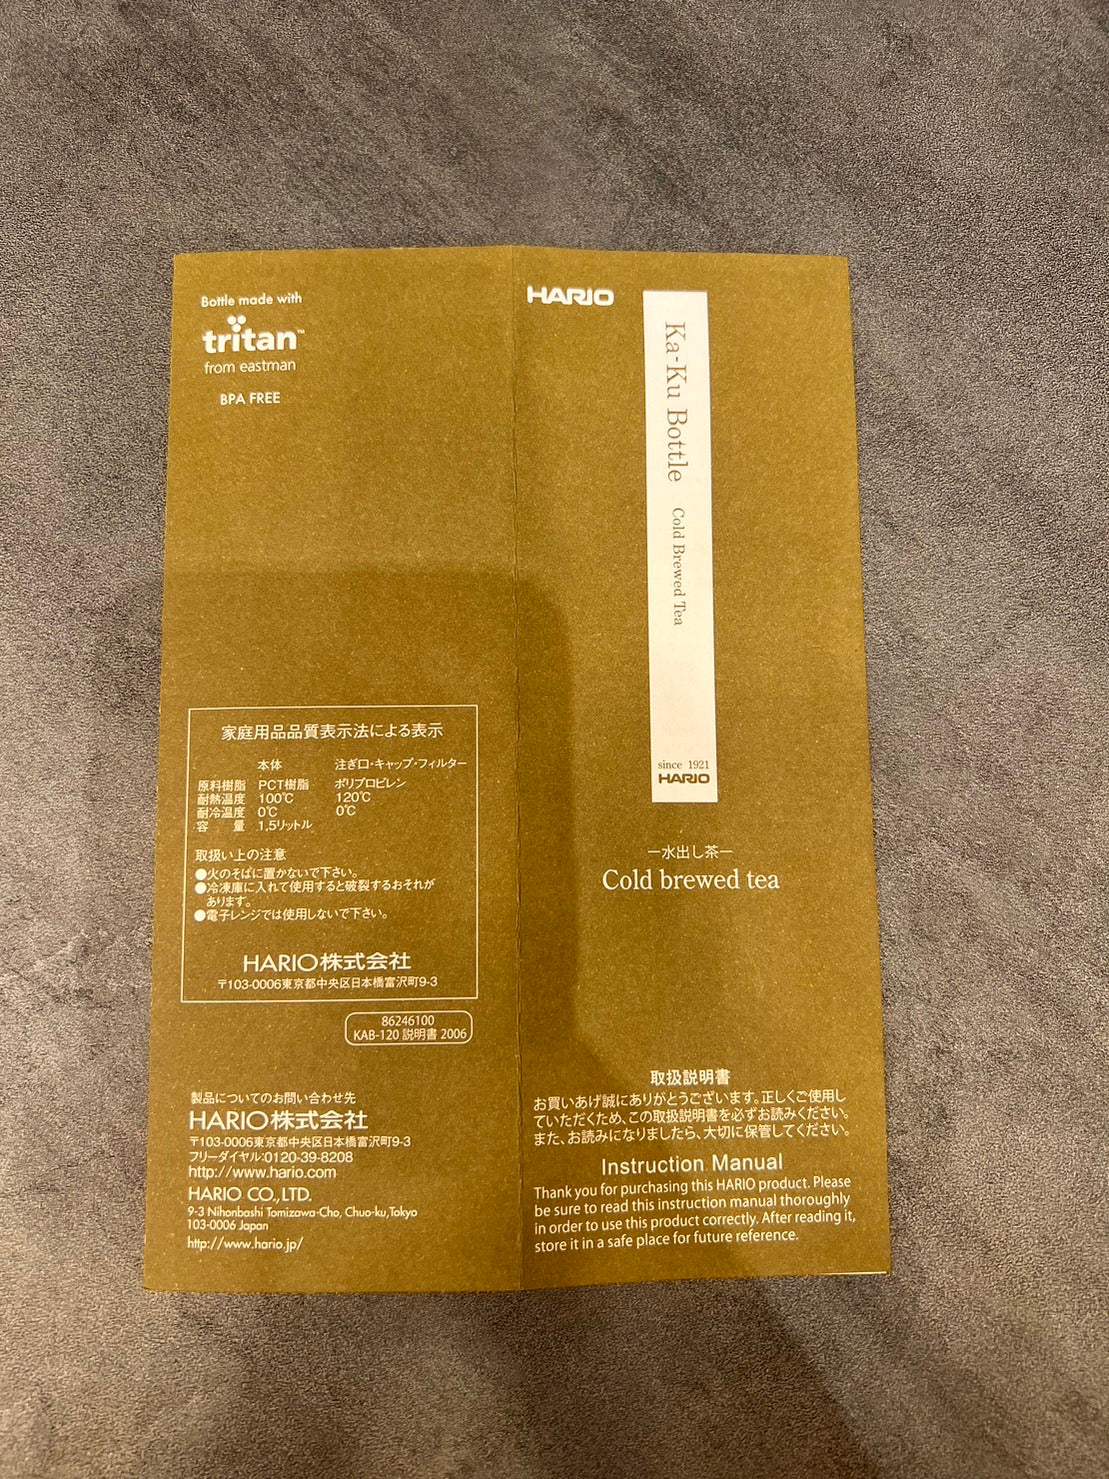 Bottle made with
tritan™
from eastman
BPA FREE
家庭用品品質表示法による表示
本体 注ぎ口・キャップ・フィルター
原料樹脂 PCT樹脂 ポリプロピレン
耐熱温度 100℃ 120℃
耐冷温度 0℃ 0℃
容 量 1.5リットル
取扱い上の注意
●火のそばに置かないで下さい。
●冷凍庫に入れて使用すると破裂するおそれが
あります。
●電子レンジでは使用しないで下さい。
HARIO株式会社
〒103-0006東京都中央区日本橋富沢町9-3
86246100
KAB-120 説明書 2006
製品についてのお問い合わせ先
HARIO株式会社
〒103-0006東京都中央区日本橋富沢町9-3
フリーダイヤル:0120-39-8208
http://www.hario.com
HARIO CO.,LTD.
9-3 Nihonbashi Tomizawa-Cho, Chuo-ku,Tokyo
103-0006 Japan
http://www.hario.jp/
HARIO
Ka-Ku Bottle Cold Brewed Tea
since 1921
HARIO
―水出し茶―
Cold brewed tea
取扱説明書
お買いあげ誠にありがとうございます。正しくご使用し
ていただくため、この取扱説明書を必ずお読みください。
また、お読みになりましたら、大切に保管してください。
Instruction Manual
Thank you for purchasing this HARIO product. Please
be sure to read this instruction manual thoroughly
in order to use this product correctly. After reading it,
store it in a safe place for future reference.